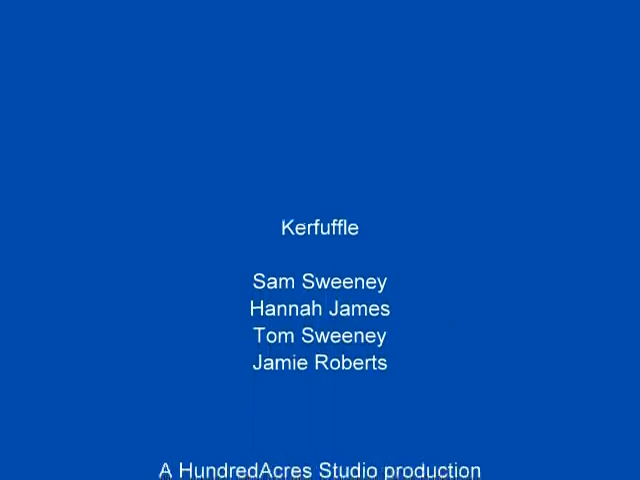 Kerfuffle
Sam Sweeney
Hannah James
Tom Sweeney
Jamie Roberts
A HundredAcres Studio production